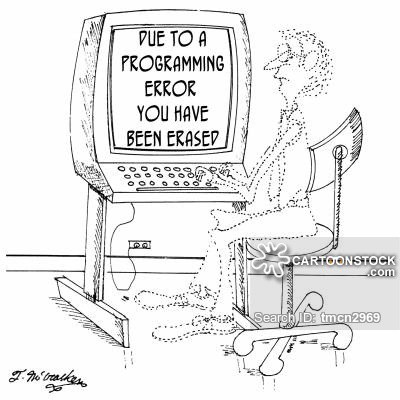 DUE TO A
PROGRAMMING
ERROR
YOU HAVE
BEEN ERASED
CARTOONSTOCK
.com
Search ID: tmcn2969